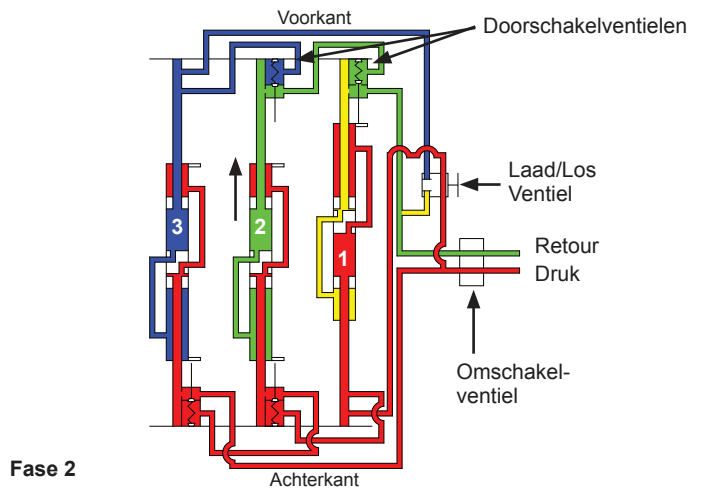 Voorkant
Doorschakelventielen
Laad/Los
Ventiel
3
2
1
Retour
Druk
Omschakel-
ventiel
Fase 2
Achterkant